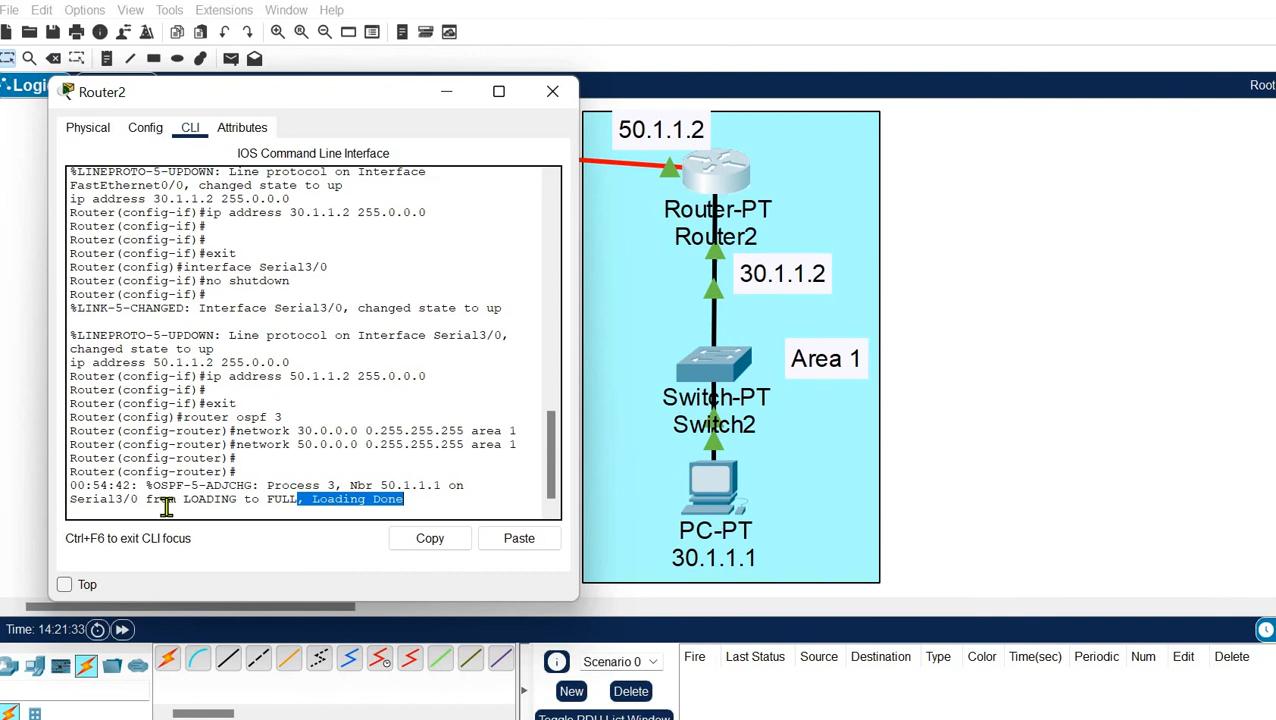 File Edit Options View Tools Extensions Window Help
Logic
Root
Router2
Physical Config CLI Attributes
IOS Command Line Interface
%LINEPROTO-5-UPDOWN: Line protocol on Interface
FastEthernet0/0, changed state to up
ip address 30.1.1.2 255.0.0.0
Router(config-if)#ip address 30.1.1.2 255.0.0.0
Router(config-if)#
Router(config-if)#
Router(config-if)#exit
Router(config)#interface Serial3/0
Router(config-if)#no shutdown
Router(config-if)#
%LINK-5-CHANGED: Interface Serial3/0, changed state to up
%LINEPROTO-5-UPDOWN: Line protocol on Interface Serial3/0,
changed state to up
ip address 50.1.1.2 255.0.0.0
Router(config-if)#ip address 50.1.1.2 255.0.0.0
Router(config-if)#
Router(config-if)#exit
Router(config)#router ospf 3
Router(config-router)#network 30.0.0.0 0.255.255.255 area 1
Router(config-router)#network 50.0.0.0 0.255.255.255 area 1
Router(config-router)#
Router(config-router)#
00:54:42: %OSPF-5-ADJCHG: Process 3, Nbr 50.1.1.1 on
Serial3/0 from LOADING to FULL, Loading Done
Ctrl+F6 to exit CLI focus
Copy
Paste
Top
50.1.1.2
Router-PT
Router2
30.1.1.2
Area 1
Switch-PT
Switch2
PC-PT
30.1.1.1
Time: 14:21:33
Scenario 0
New
Delete
Toggle PDU List Window
Fire Last Status Source Destination Type Color Time(sec) Periodic Num Edit Delete